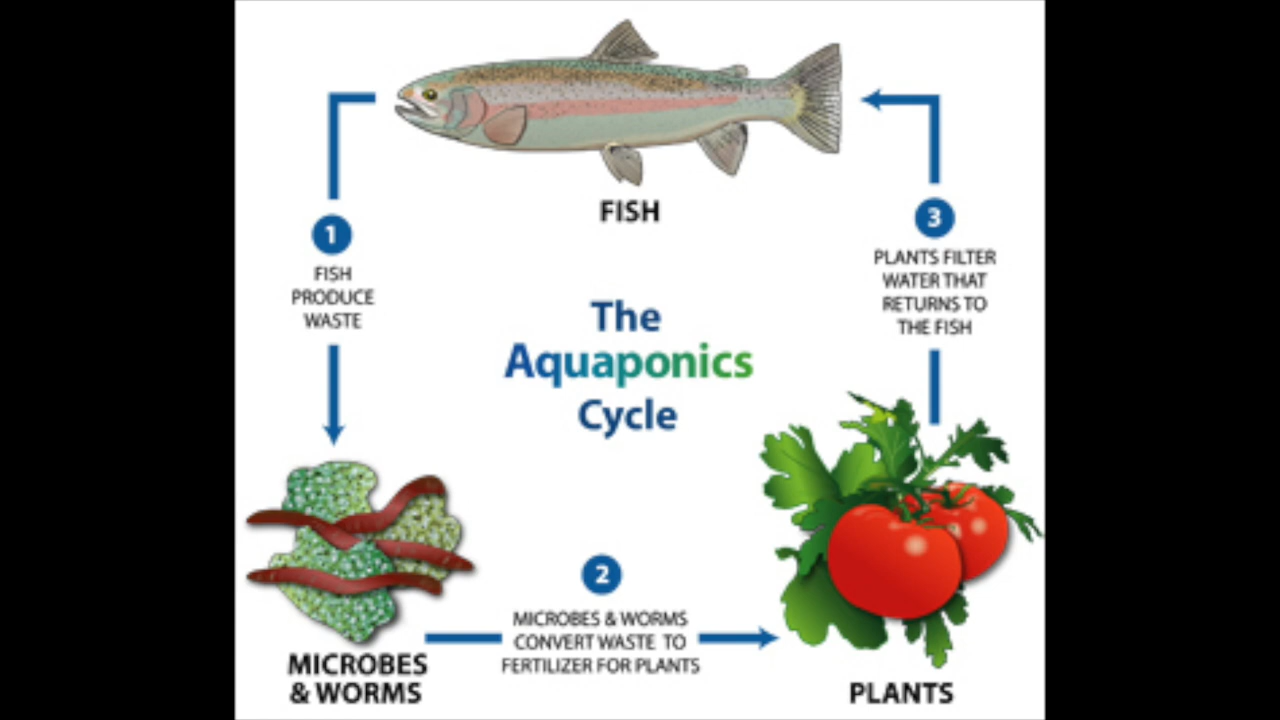 FISH
1
FISH
PRODUCE
WASTE
3
PLANTS FILTER
WATER THAT
RETURNS TO
THE FISH
The
Aquaponics
Cycle
2
MICROBES & WORMS
CONVERT WASTE TO
FERTILIZER FOR PLANTS
MICROBES
& WORMS
PLANTS